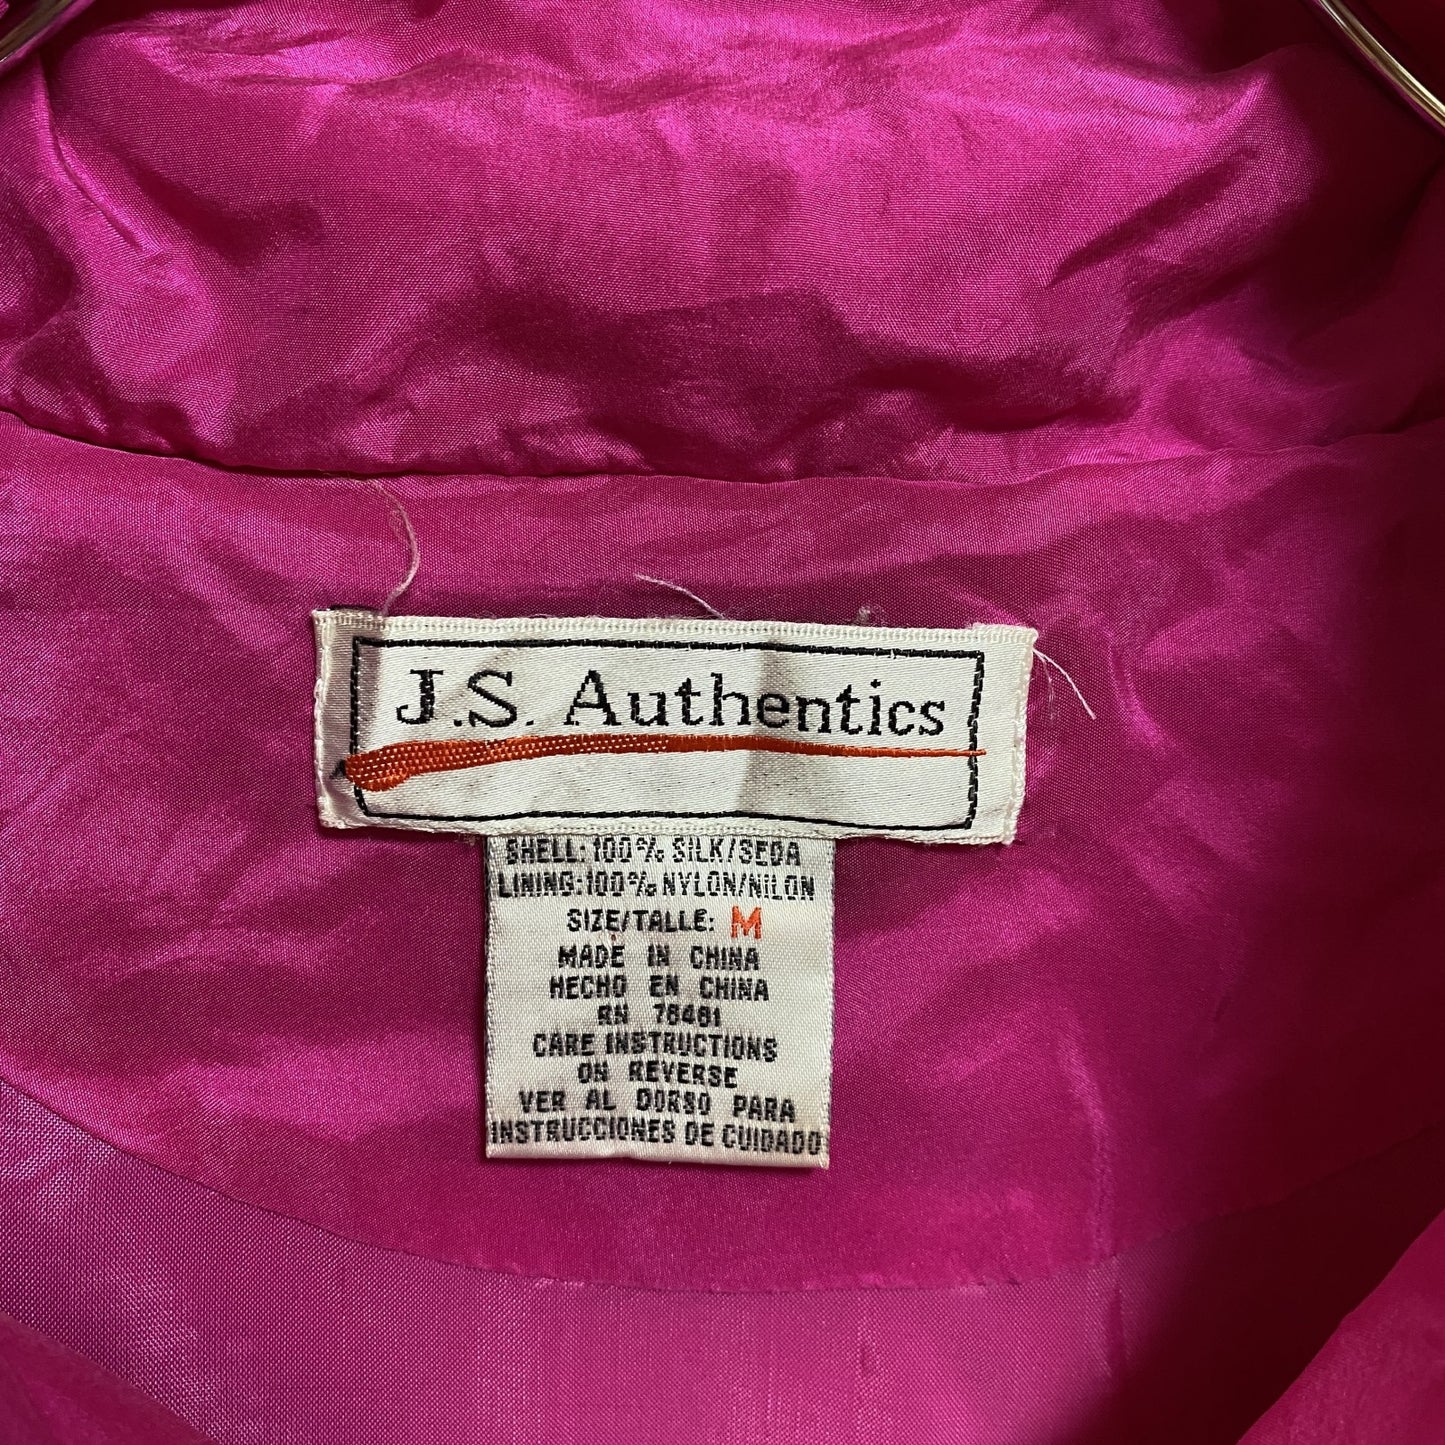 J.S. Authentics
SHELL: 100% SILK/SEDA
LINING: 100% NYLON/NILON
SIZE/TALLE: M
MADE IN CHINA
HECHO EN CHINA
RN 76461
CARE INSTRUCTIONS
ON REVERSE
VER AL DORSO PARA
INSTRUCCIONES DE CUIDADO